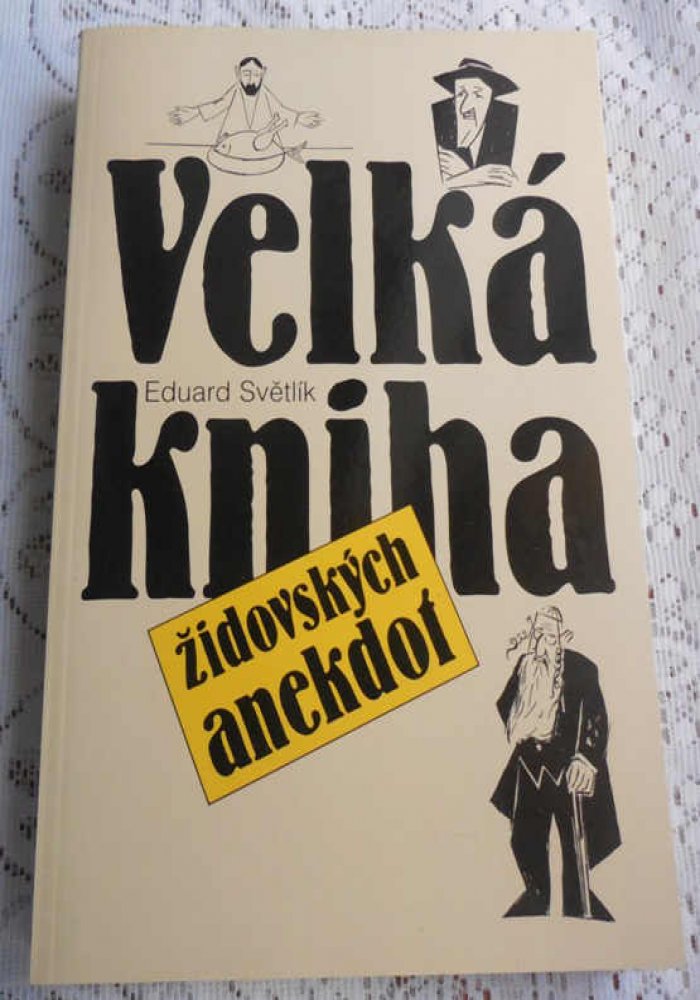 Velká
Eduard Světlík
kniha
židovských
anekdot